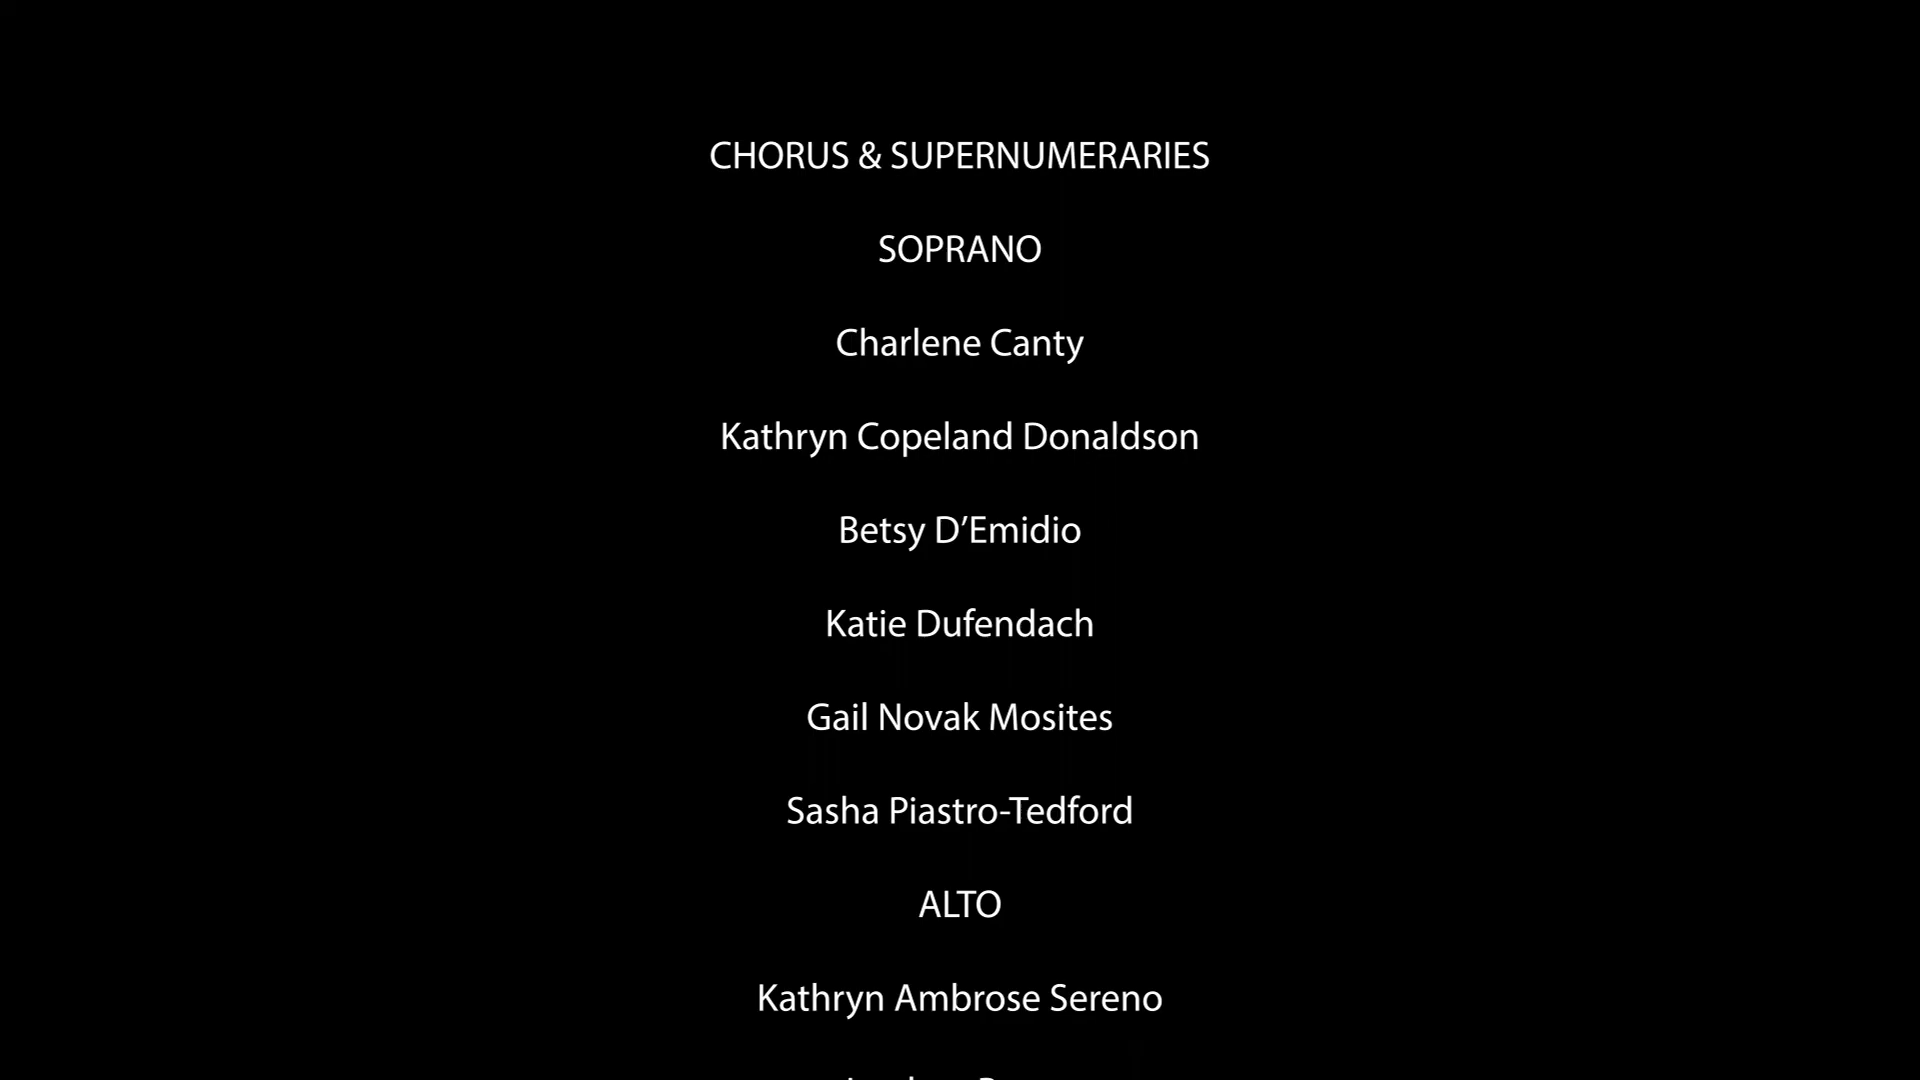 CHORUS & SUPERNUMERARIES
SOPRANO
Charlene Canty
Kathryn Copeland Donaldson
Betsy D’Emidio
Katie Dufendach
Gail Novak Mosites
Sasha Piastro-Tedford
ALTO
Kathryn Ambrose Sereno